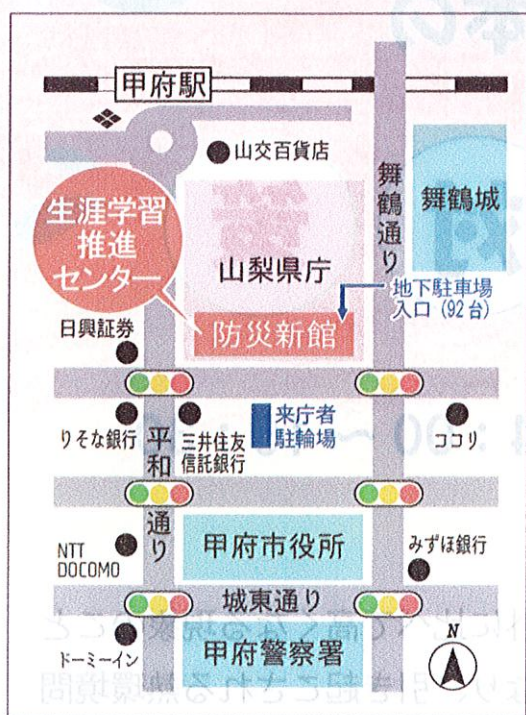 甲府駅
山交百貨店
舞鶴通り
舞鶴城
生涯学習
推進
センター
山梨県庁
地下駐車場
入口(92台)
防災新館
日興証券
りそな銀行
平和通り
三井住友
信託銀行
来庁者
駐輪場
ココリ
NTT
DOCOMO
甲府市役所
みずほ銀行
城東通り
ドーミーイン
甲府警察署
N